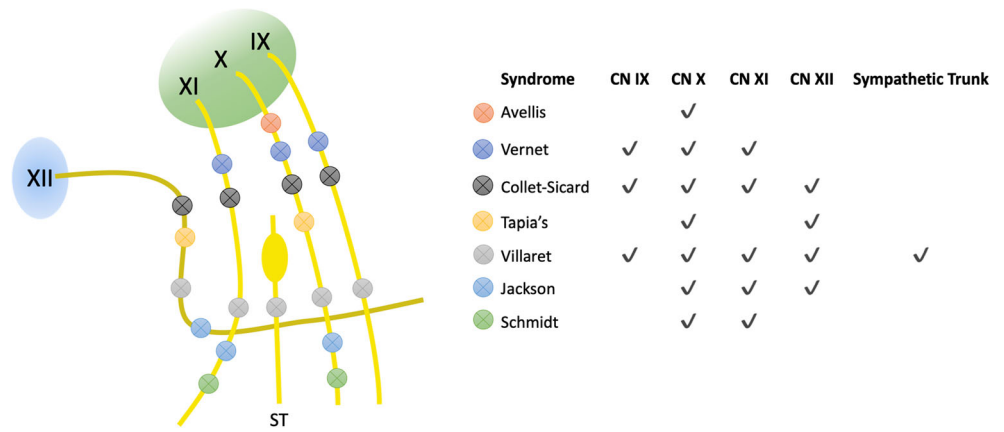 IX
X
XI
XII
ST
Syndrome CN IX CN X CN XI CN XII Sympathetic Trunk
Avellis ✓
Vernet ✓ ✓ ✓
Collet-Sicard ✓ ✓ ✓ ✓
Tapia's ✓ ✓
Villaret ✓ ✓ ✓ ✓ ✓
Jackson ✓ ✓ ✓
Schmidt ✓ ✓